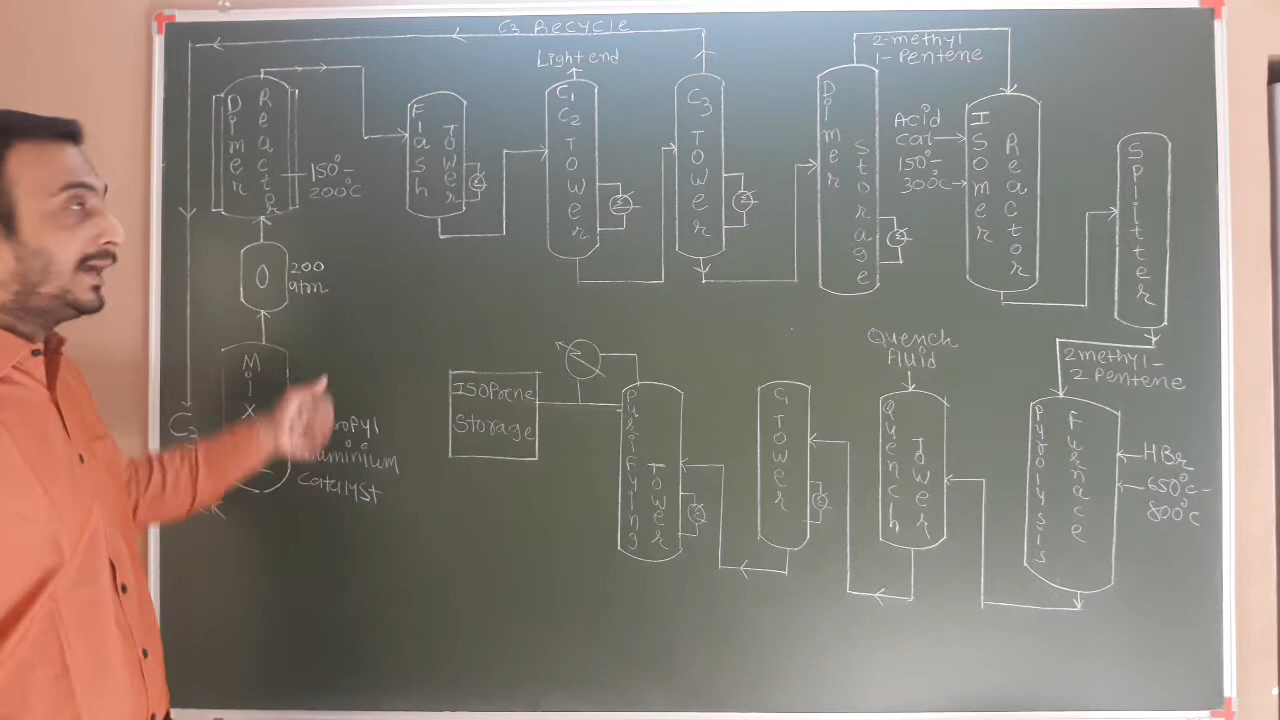 C3 Recycle
Light end
2-methyl
1-Pentene
Dimer
Reactor
150°-
200°C
Flash
Tower
C1
C2
Tower
C3
Tower
Dimer
Storage
Acid
cat
150°-
300°C
Isomer
Reactor
Splitter
200
atm
Mix
C3
Catalyst
Isoprene
Storage
Purifying
Tower
Tower
Quench
fluid
Quench
Tower
2methyl-
2 Pentene
Pyrolysis
furnace
HBr
650°C-
800°C